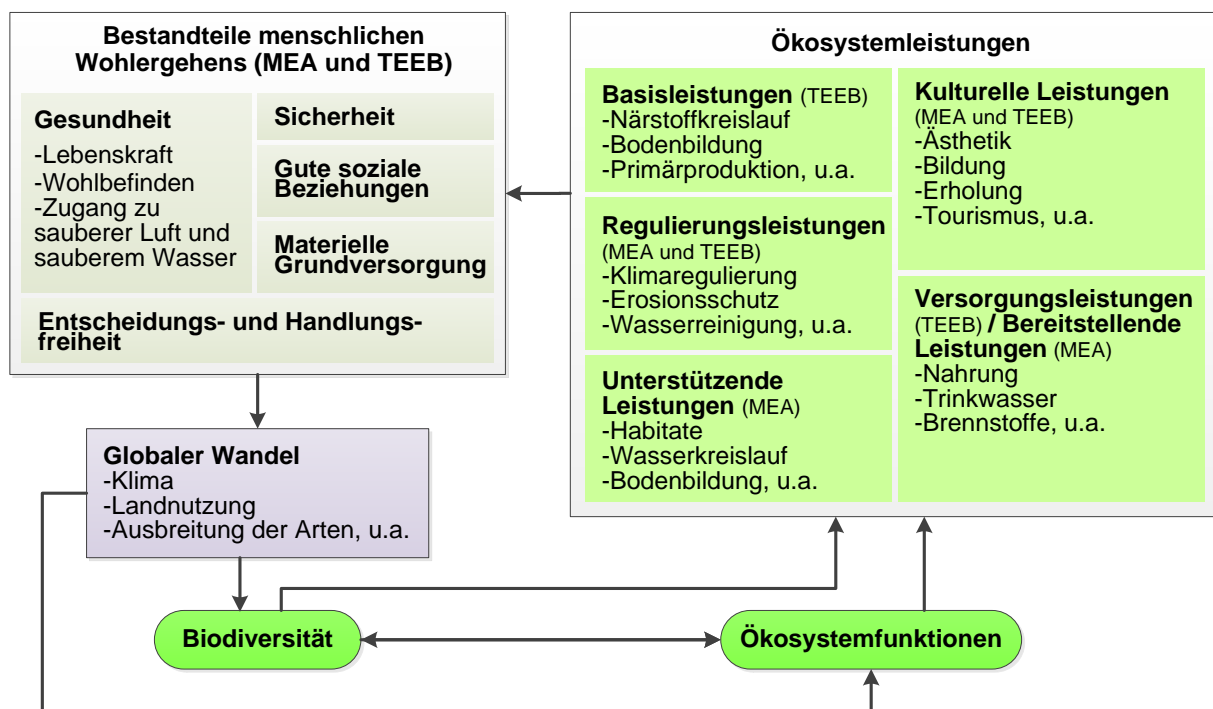 Bestandteile menschlichen
Wohlergehens (MEA und TEEB)
Gesundheit
-Lebenskraft
-Wohlbefinden
-Zugang zu
sauberer Luft und
sauberem Wasser
Sicherheit
Gute soziale
Beziehungen
Materielle
Grundversorgung
Entscheidungs- und Handlungs-
freiheit
Ökosystemleistungen
Basisleistungen (TEEB)
-Närstoffkreislauf
-Bodenbildung
-Primärproduktion, u.a.
Regulierungsleistungen
(MEA und TEEB)
-Klimaregulierung
-Erosionsschutz
-Wasserreinigung, u.a.
Unterstützende
Leistungen (MEA)
-Habitate
-Wasserkreislauf
-Bodenbildung, u.a.
Kulturelle Leistungen
(MEA und TEEB)
-Ästhetik
-Bildung
-Erholung
-Tourismus, u.a.
Versorgungsleistungen
(TEEB) / Bereitstellende
Leistungen (MEA)
-Nahrung
-Trinkwasser
-Brennstoffe, u.a.
Globaler Wandel
-Klima
-Landnutzung
-Ausbreitung der Arten, u.a.
Biodiversität
Ökosystemfunktionen